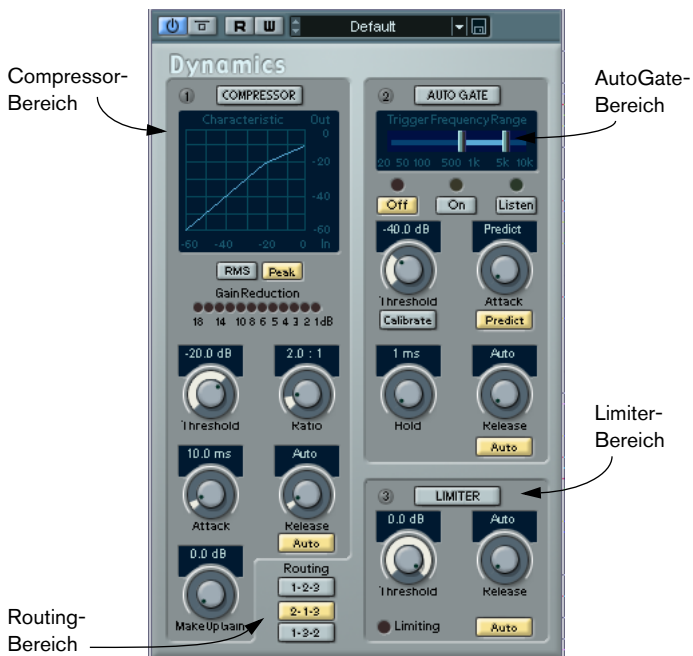 R W Default
Dynamics
Compressor-
Bereich
AutoGate-
Bereich
1 COMPRESSOR
Characteristic Out
0
-20
-40
-60
-60 -40 -20 0 In
RMS Peak
Gain Reduction
18 14 10 8 6 5 4 3 2 1 dB
-20.0 dB 2.0 : 1
Threshold Ratio
10.0 ms Auto
Attack Release
Auto
0.0 dB
MakeUpGain
Routing
1-2-3
2-1-3
1-3-2
Routing-
Bereich
2 AUTO GATE
Trigger Frequency Range
20 50 100 500 1k 5k 10k
Off On Listen
-40.0 dB Predict
Threshold Attack
Calibrate Predict
1 ms Auto
Hold Release
Auto
Limiter-
Bereich
3 LIMITER
0.0 dB Auto
Threshold Release
Limiting Auto